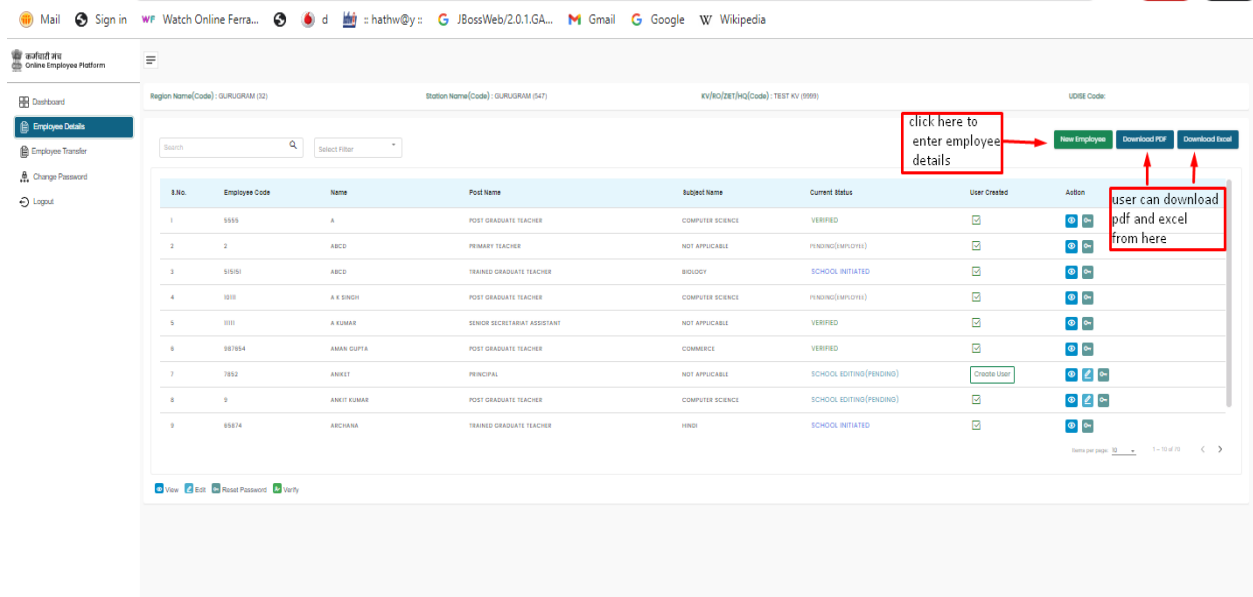 Mail Sign in WF Watch Online Ferra... d :: hathw@y :: JBossWeb/2.0.1.GA... Gmail Google W Wikipedia
कर्मचारी मंच
Online Employee Platform
Dashboard
Employee Details
Employee Transfer
Change Password
Logout
Region Name(Code) : GURUGRAM (32) Station Name(Code) : GURUGRAM (547) KV/RO/ZIET/HQ(Code) : TEST KV (9999) UDISE Code:
click here to
enter employee
details
Search Select Filter New Employee Download PDF Download Excel
user can download
pdf and excel
from here
S.No. Employee Code Name Post Name Subject Name Current Status User Created Action
1 5555 A POST GRADUATE TEACHER COMPUTER SCIENCE VERIFIED
2 2 ABCD PRIMARY TEACHER NOT APPLICABLE PENDING(EMPLOYEE)
3 515151 ABCD TRAINED GRADUATE TEACHER BIOLOGY SCHOOL INITIATED
4 A K SINGH POST GRADUATE TEACHER COMPUTER SCIENCE PENDING(EMPLOYEE)
5 11111 A KUMAR SENIOR SECRETARIAT ASSISTANT NOT APPLICABLE VERIFIED
6 987654 AMAN GUPTA POST GRADUATE TEACHER COMMERCE VERIFIED
7 7852 ANIKET PRINCIPAL NOT APPLICABLE SCHOOL EDITING(PENDING) Create User
8 9 ANKIT KUMAR POST GRADUATE TEACHER COMPUTER SCIENCE SCHOOL EDITING(PENDING)
9 65874 ARCHANA TRAINED GRADUATE TEACHER HINDI SCHOOL INITIATED
Items per page: 10 1 – 10 of 70
View Edit Reset Password Verify